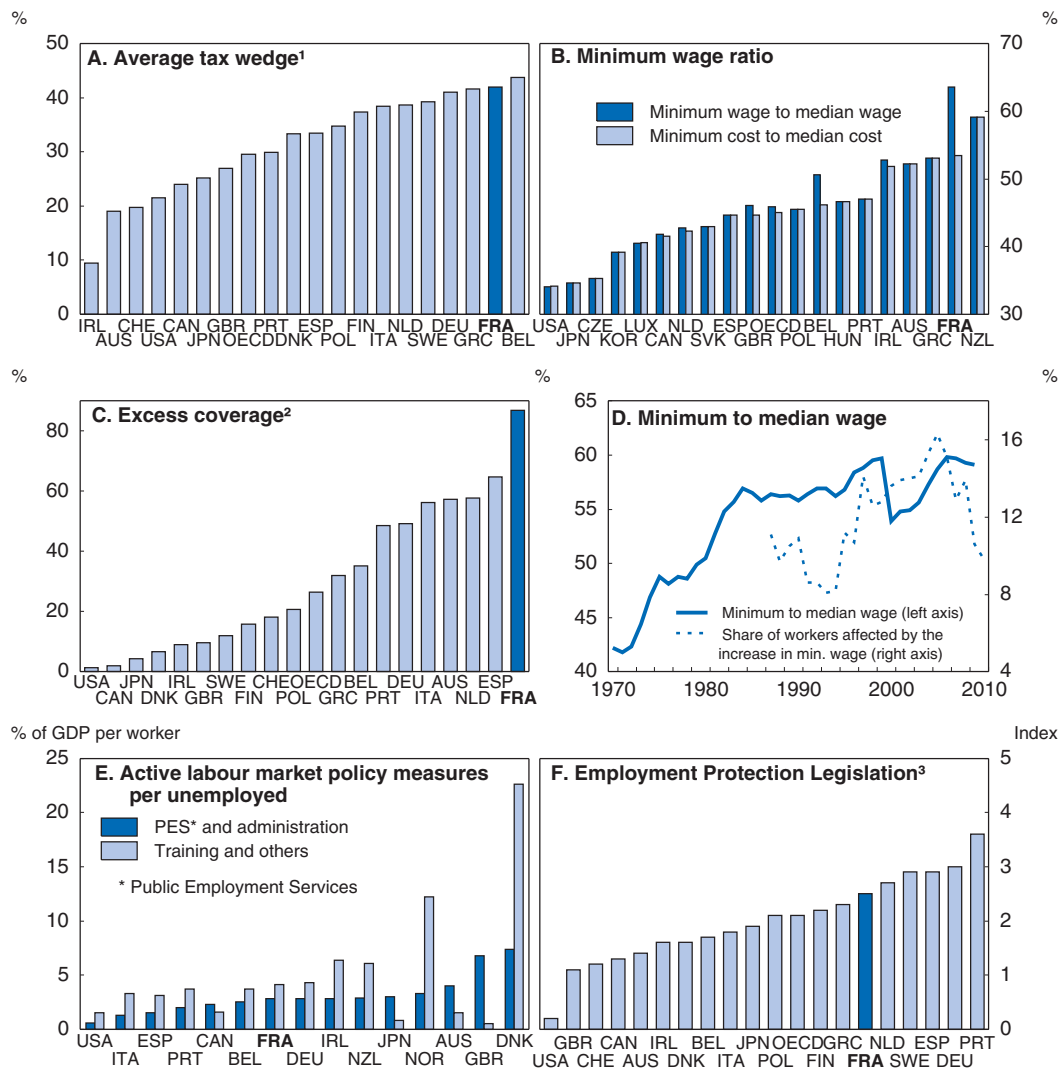 % %
A. Average tax wedge¹
50
40
30
20
10
0
IRL CHE CAN GBR PRT ESP FIN NLD DEU FRA
AUS USA JPN OECD DNK POL ITA SWE GRC BEL
B. Minimum wage ratio
Minimum wage to median wage
Minimum cost to median cost
70
60
50
40
30
USA CZE LUX NLD ESP OECD BEL PRT AUS FRA
JPN KOR CAN SVK GBR POL HUN IRL GRC NZL
% % %
C. Excess coverage²
80
60
40
20
0
USA JPN IRL SWE CHE OECD BEL DEU AUS ESP
CAN DNK GBR FIN POL GRC PRT ITA NLD FRA
D. Minimum to median wage
65
60
55
50
45
40
16
12
8
4
Minimum to median wage (left axis)
Share of workers affected by the
increase in min. wage (right axis)
1970 1980 1990 2000 2010
% of GDP per worker Index
E. Active labour market policy measures
per unemployed
PES* and administration
Training and others
* Public Employment Services
25
20
15
10
5
0
USA ESP CAN FRA IRL JPN AUS DNK
ITA PRT BEL DEU NZL NOR GBR
F. Employment Protection Legislation³
5
4
3
2
1
0
GBR CAN IRL BEL JPN OECD GRC NLD ESP PRT
USA CHE AUS DNK ITA POL FIN FRA SWE DEU